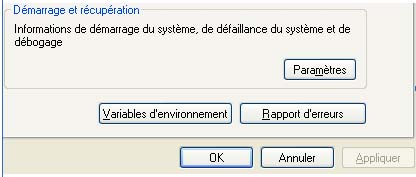 Démarrage et récupération
Informations de démarrage du système, de défaillance du système et de
débogage
Paramètres
Variables d'environnement
Rapport d'erreurs
OK
Annuler
Appliquer